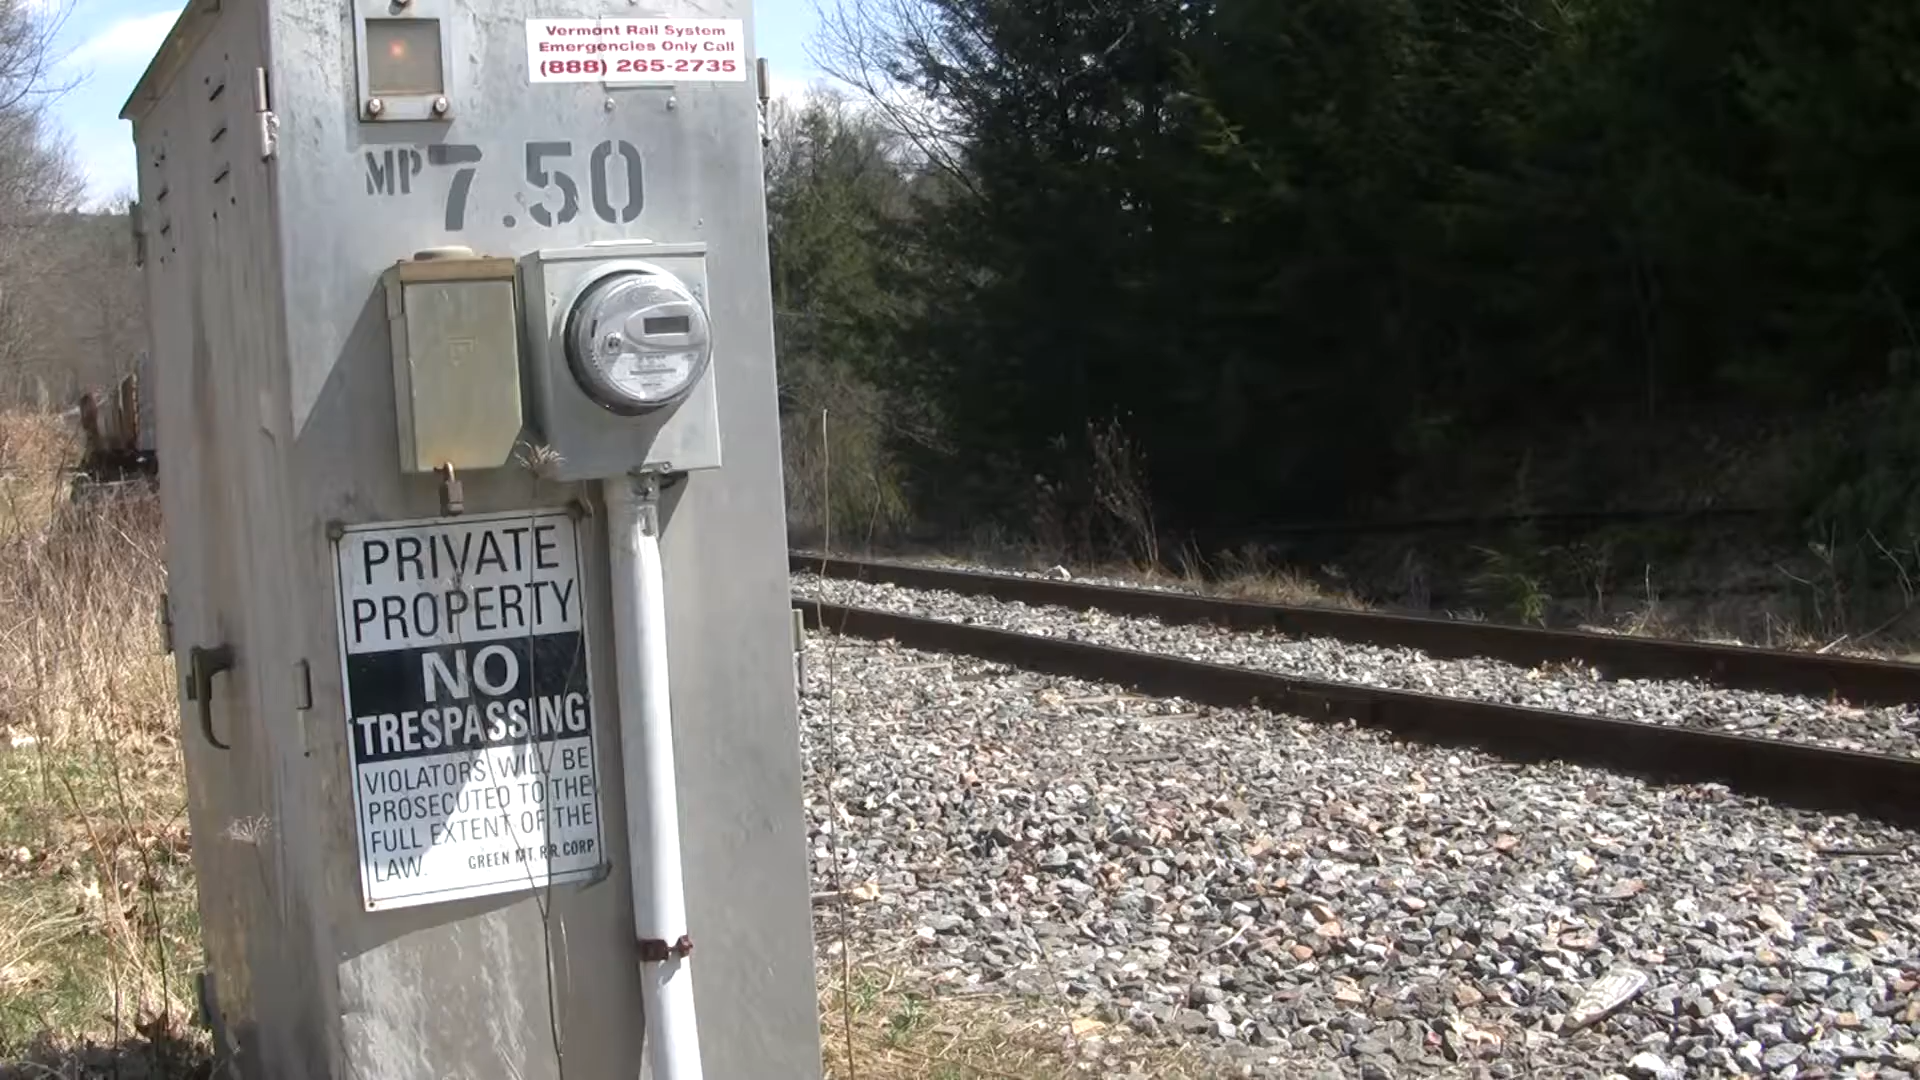 Vermont Rail System
Emergencies Only Call
(888) 265-2735
MP 7.50
PRIVATE
PROPERTY
NO
TRESPASSING
VIOLATORS WILL BE
PROSECUTED TO THE
FULL EXTENT OF THE
LAW. GREEN MT. R.R. CORP